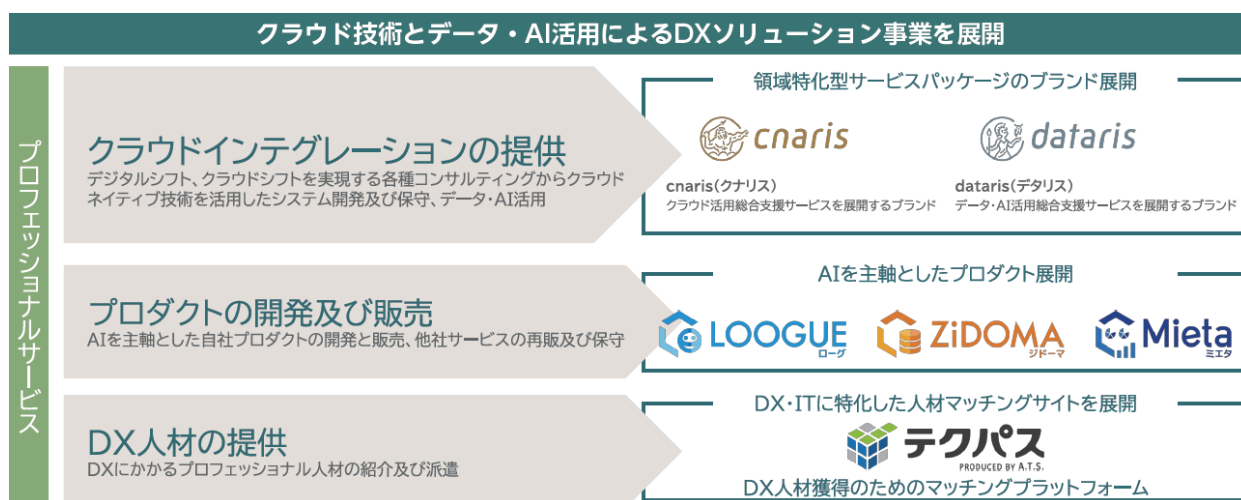 クラウド技術とデータ・AI活用によるDXソリューション事業を展開
プロフェッショナルサービス
クラウドインテグレーションの提供
デジタルシフト、クラウドシフトを実現する各種コンサルティングからクラウド
ネイティブ技術を活用したシステム開発及び保守、データ・AI活用
領域特化型サービスパッケージのブランド展開
cnaris
dataris
cnaris(クナリス)
クラウド活用総合支援サービスを展開するブランド
dataris(デタリス)
データ・AI活用総合支援サービスを展開するブランド
プロダクトの開発及び販売
AIを主軸とした自社プロダクトの開発と販売、他社サービスの再販及び保守
AIを主軸としたプロダクト展開
LOOGUE
ローグ
ZiDOMA
ジドーマ
Mieta
ミエタ
DX人材の提供
DXにかかるプロフェッショナル人材の紹介及び派遣
DX・ITに特化した人材マッチングサイトを展開
テクパス
PRODUCED BY A.T.S.
DX人材獲得のためのマッチングプラットフォーム